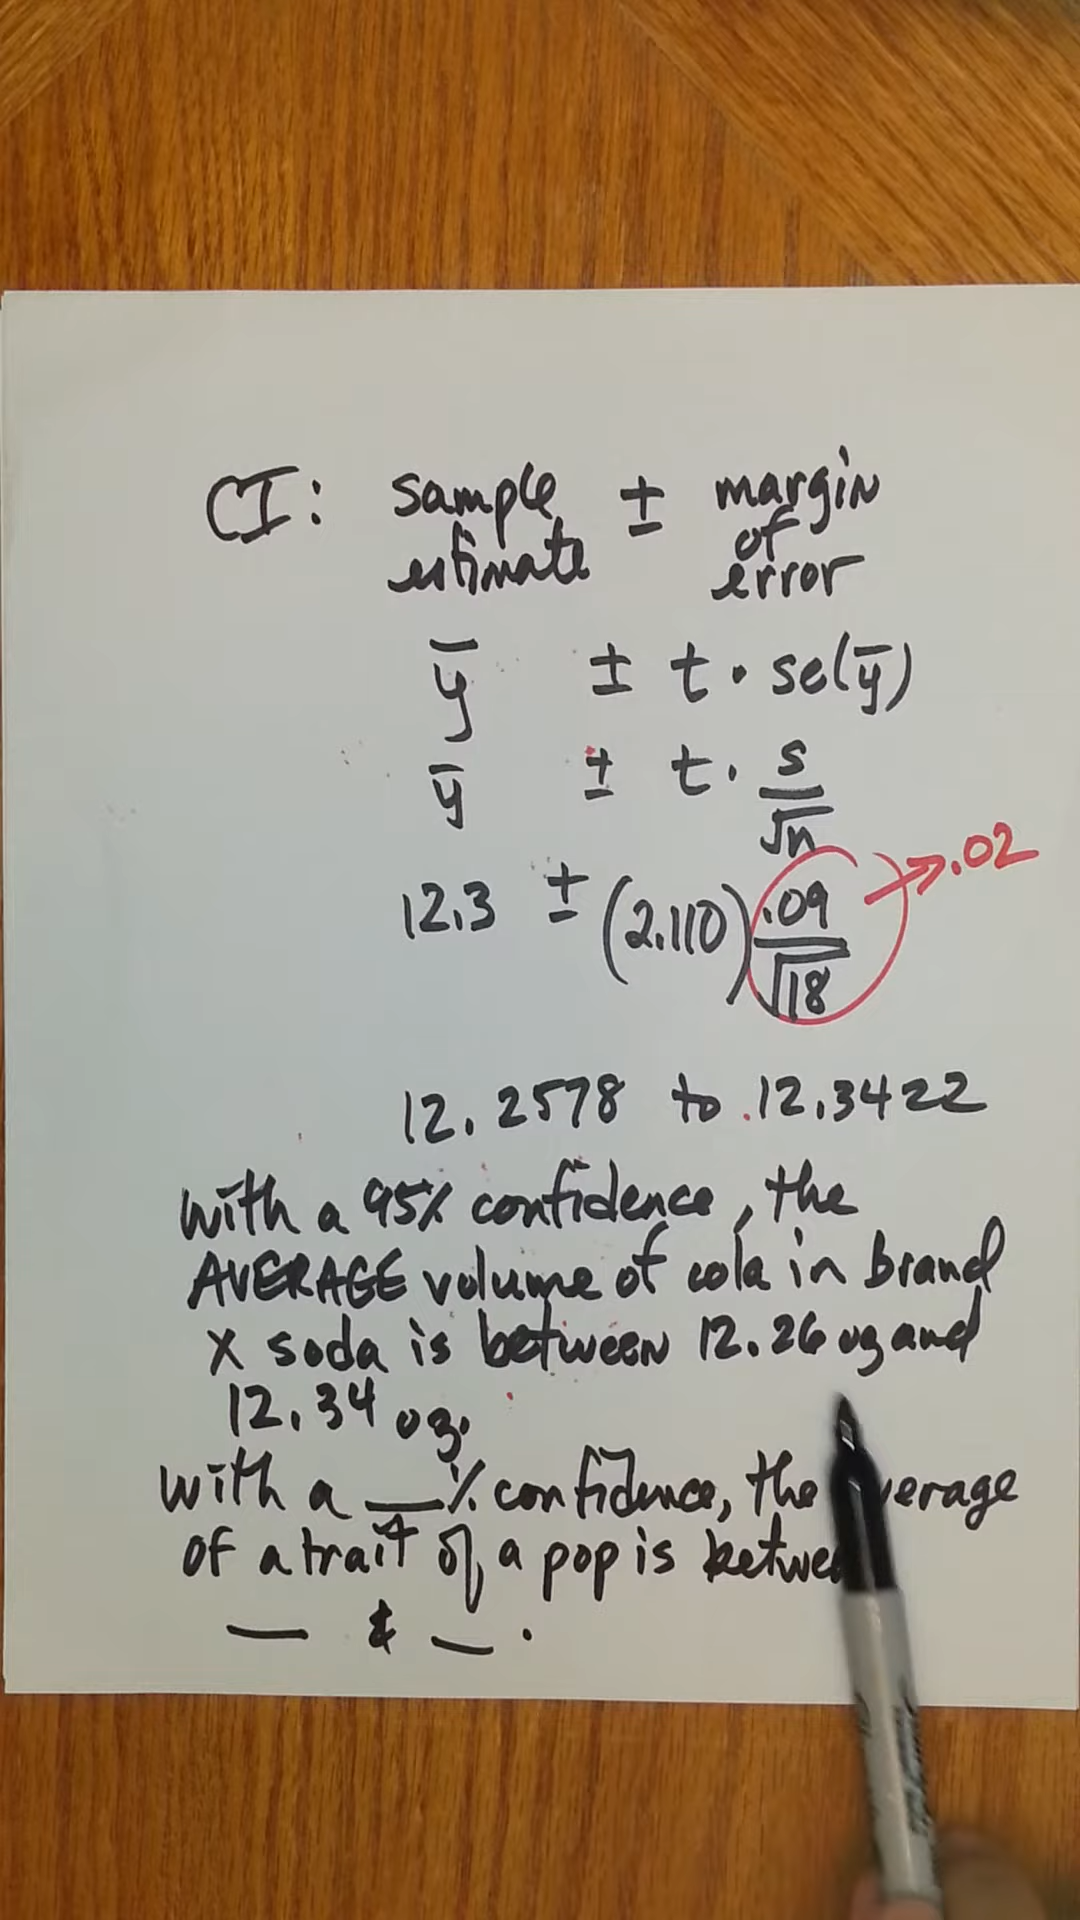 CI: sample ± margin
estimate of
error
ȳ ± t · se(ȳ)
ȳ ± t · s/√n
12.3 ± (2.110) .09/√18 → .02
12.2578 to 12.3422
with a 95% confidence, the
AVERAGE volume of cola in brand
X soda is between 12.26 oz and
12.34 oz.
with a __% confidence, the verage
of a trait of a pop is betwe
__ & __.